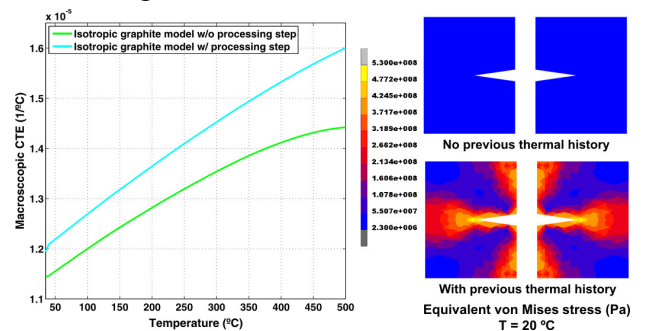 x 10⁻⁵
Isotropic graphite model w/o processing step
Isotropic graphite model w/ processing step
1.6
1.5
1.4
1.3
1.2
1.1
Macrosccopic CTE (1/ºC)
50 100 150 200 250 300 350 400 450 500
Temperature (ºC)
5.300e+008
4.772e+008
4.245e+008
3.717e+008
3.189e+008
2.662e+008
2.134e+008
1.606e+008
1.078e+008
5.507e+007
2.300e+006
No previous thermal history
With previous thermal history
Equivalent von Mises stress (Pa)
T = 20 ºC